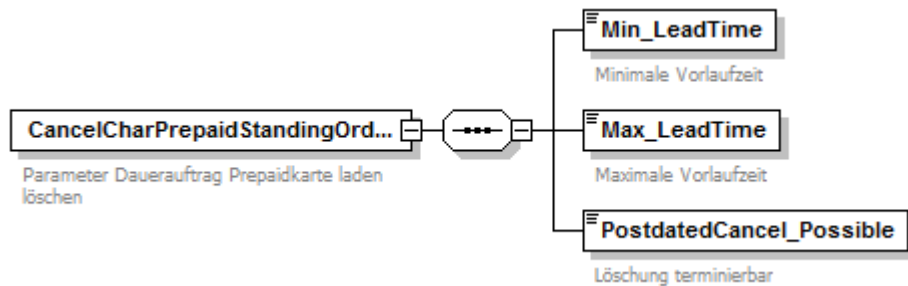 Min_LeadTime
Minimale Vorlaufzeit
CancelCharPrepaidStandingOrd...
Parameter Dauerauftrag Prepaidkarte laden
löschen
Max_LeadTime
Maximale Vorlaufzeit
PostdatedCancel_Possible
Löschung terminierbar